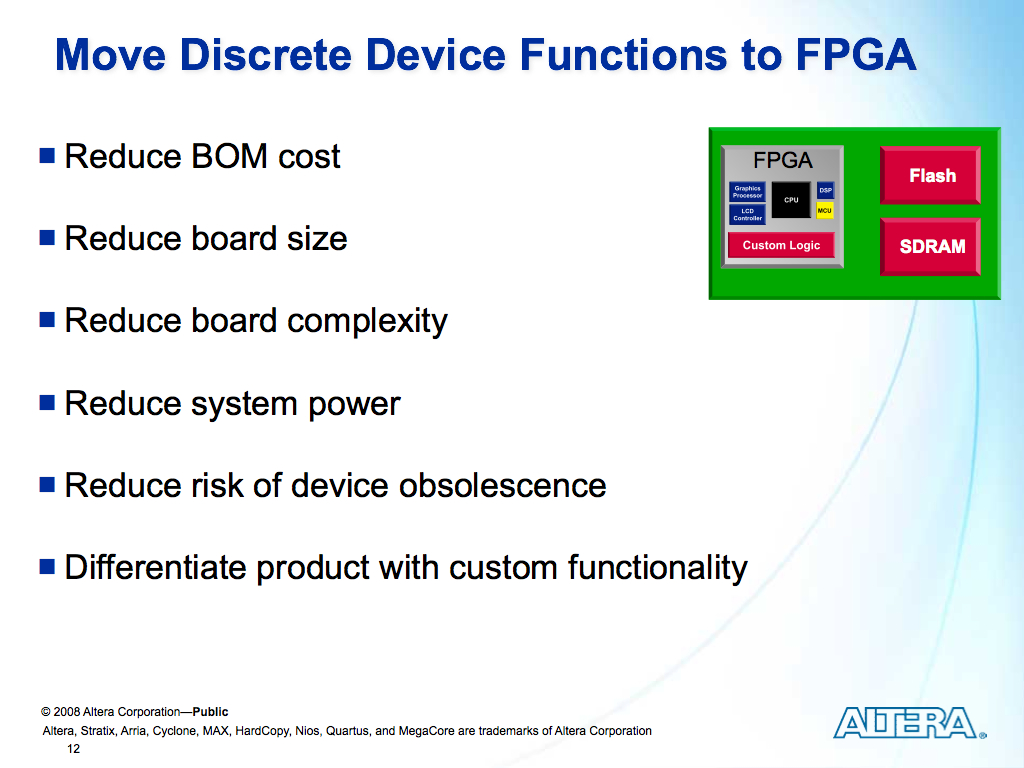 Move Discrete Device Functions to FPGA
Reduce BOM cost
Reduce board size
Reduce board complexity
Reduce system power
Reduce risk of device obsolescence
Differentiate product with custom functionality
FPGA
Graphics
Processor
LCD
Controller
CPU
DSP
MCU
Custom Logic
Flash
SDRAM
© 2008 Altera Corporation—Public
Altera, Stratix, Arria, Cyclone, MAX, HardCopy, Nios, Quartus, and MegaCore are trademarks of Altera Corporation
12
ALTERA®